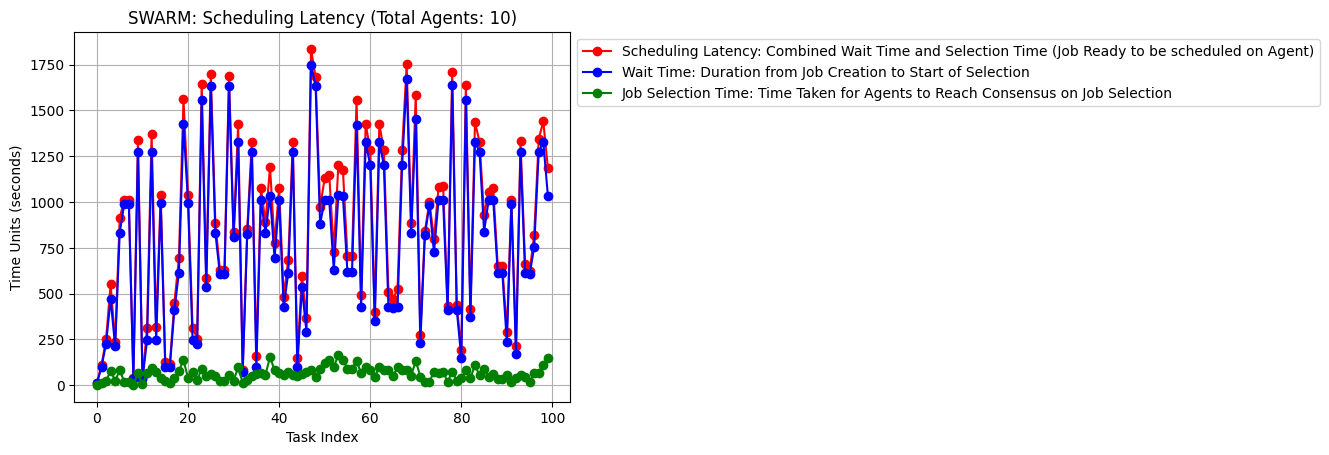 SWARM: Scheduling Latency (Total Agents: 10)
Scheduling Latency: Combined Wait Time and Selection Time (Job Ready to be scheduled on Agent)
Wait Time: Duration from Job Creation to Start of Selection
Job Selection Time: Time Taken for Agents to Reach Consensus on Job Selection
Time Units (seconds)
1750
1500
1250
1000
750
500
250
0
0 20 40 60 80 100
Task Index